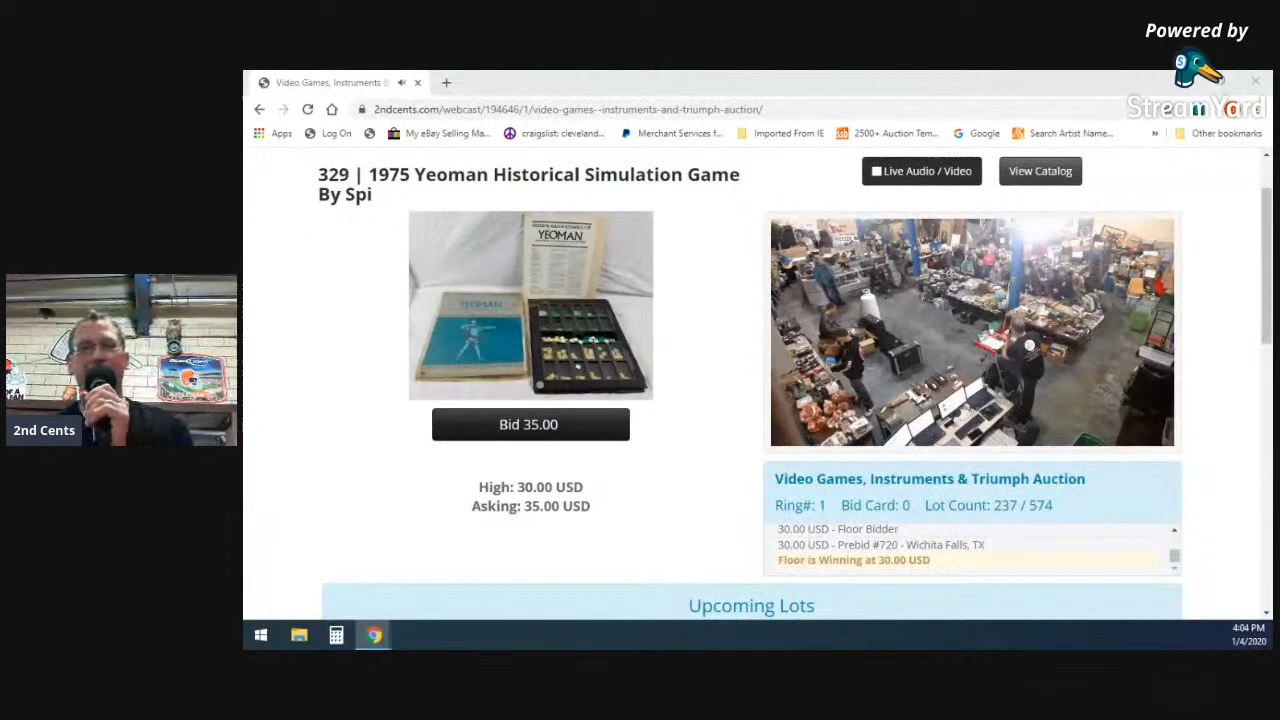 Powered by
StreamYard
Video Games, Instruments &
2ndcents.com/webcast/194646/1/video-games--instruments-and-triumph-auction/
Apps
Log On
My eBay Selling Ma...
craigslist: cleveland...
Merchant Services f...
Imported From IE
2500+ Auction Tem...
Google
Search Artist Name...
»
Other bookmarks
329 | 1975 Yeoman Historical Simulation Game
By Spi
Live Audio / Video
View Catalog
YEOMAN
YEOMAN
Bid 35.00
High: 30.00 USD
Asking: 35.00 USD
Video Games, Instruments & Triumph Auction
Ring#: 1 Bid Card: 0 Lot Count: 237 / 574
30.00 USD - Floor Bidder
30.00 USD - Prebid #720 - Wichita Falls, TX
Floor is Winning at 30.00 USD
Upcoming Lots
2nd Cents
4:04 PM
1/4/2020